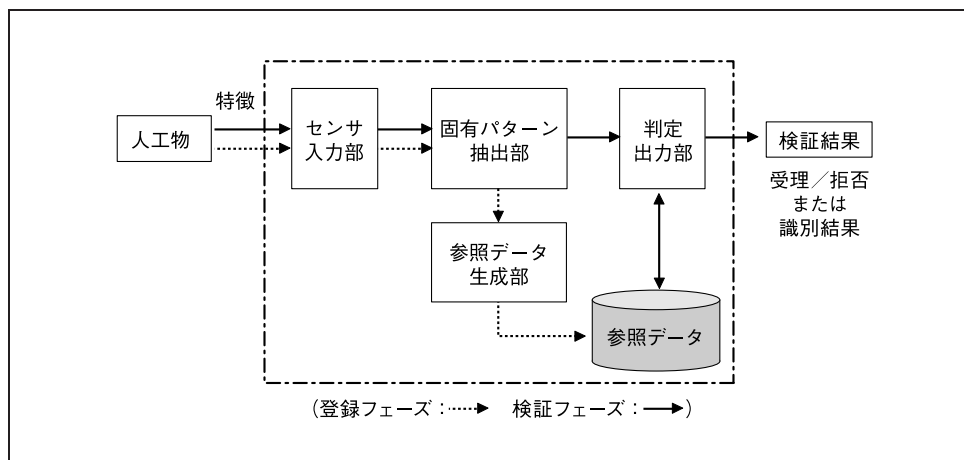 特徴
人工物
センサ
入力部
固有パターン
抽出部
判定
出力部
検証結果
受理／拒否
または
識別結果
参照データ
生成部
参照データ
（登録フェーズ：　検証フェーズ：　）